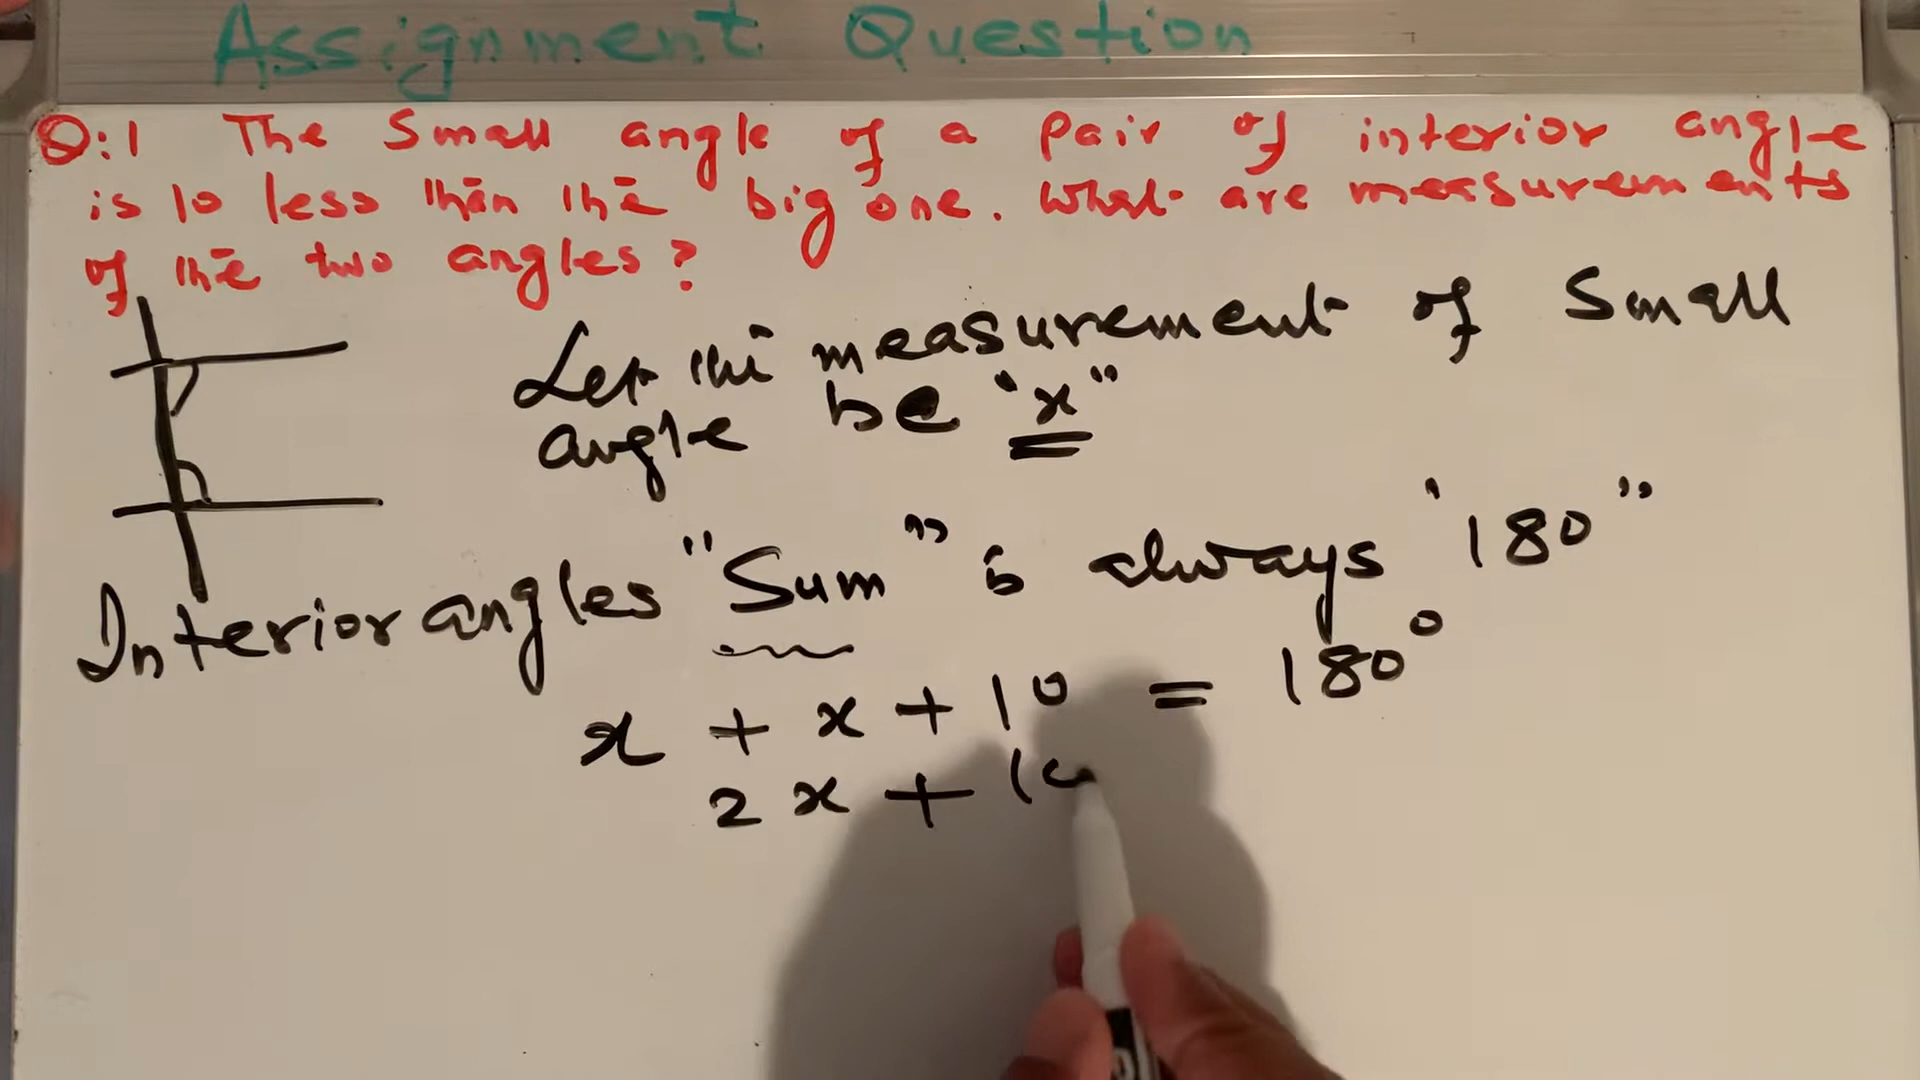 Assignment Question
Q:1 The Small angle of a pair of interior angle
is 10 less than the big one. What are measurements
of the two angles?
Let the measurement of Small
angle be "x"
Interior angles "Sum" is always "180"
x + x + 10 = 180°
2x + 10